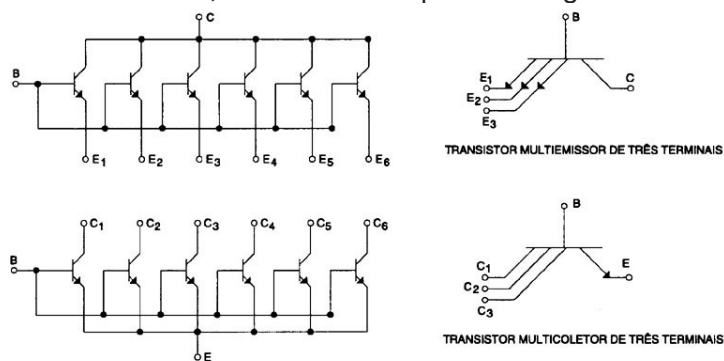 C
B
E1 E2 E3 E4 E5 E6
B
E1
E2
E3
C
TRANSISTOR MULTIEMISSOR DE TRÊS TERMINAIS
C1 C2 C3 C4 C5 C6
B
E
B
C1
C2
C3
E
TRANSISTOR MULTICOLETOR DE TRÊS TERMINAIS